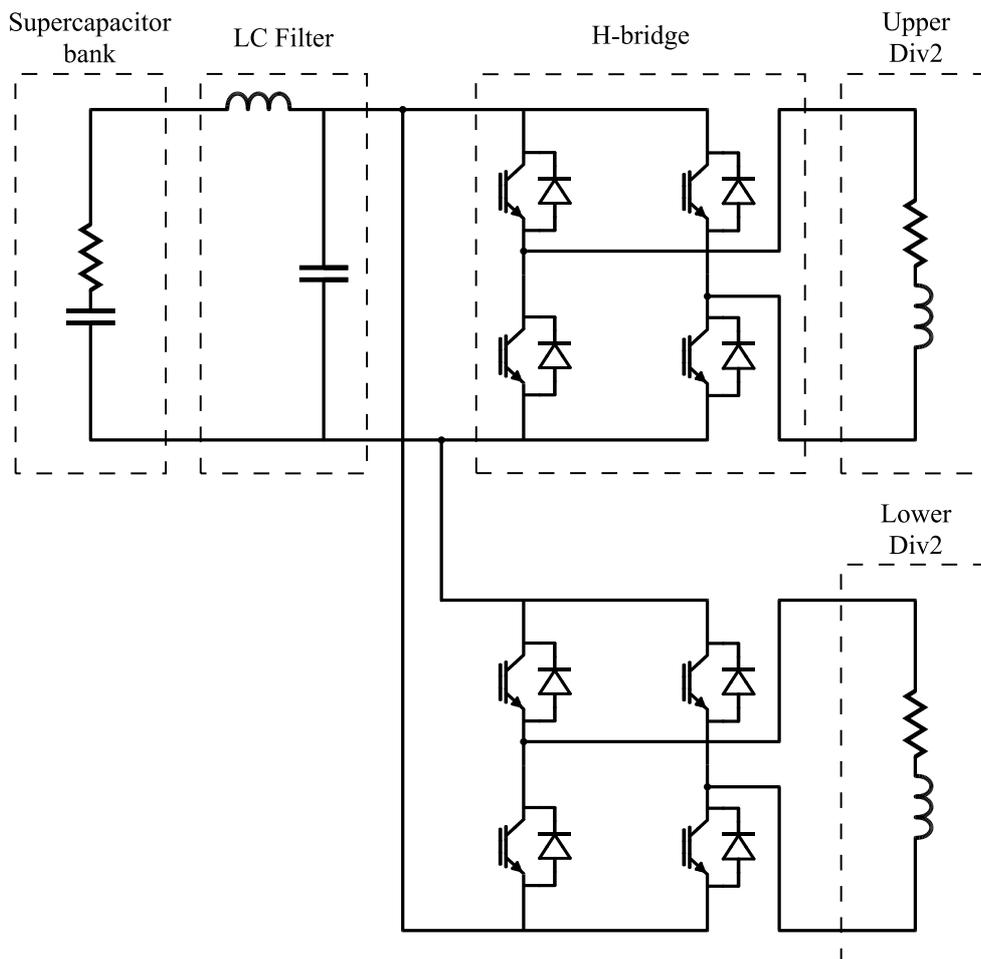 Supercapacitor
bank
LC Filter
H-bridge
Upper
Div2
Lower
Div2